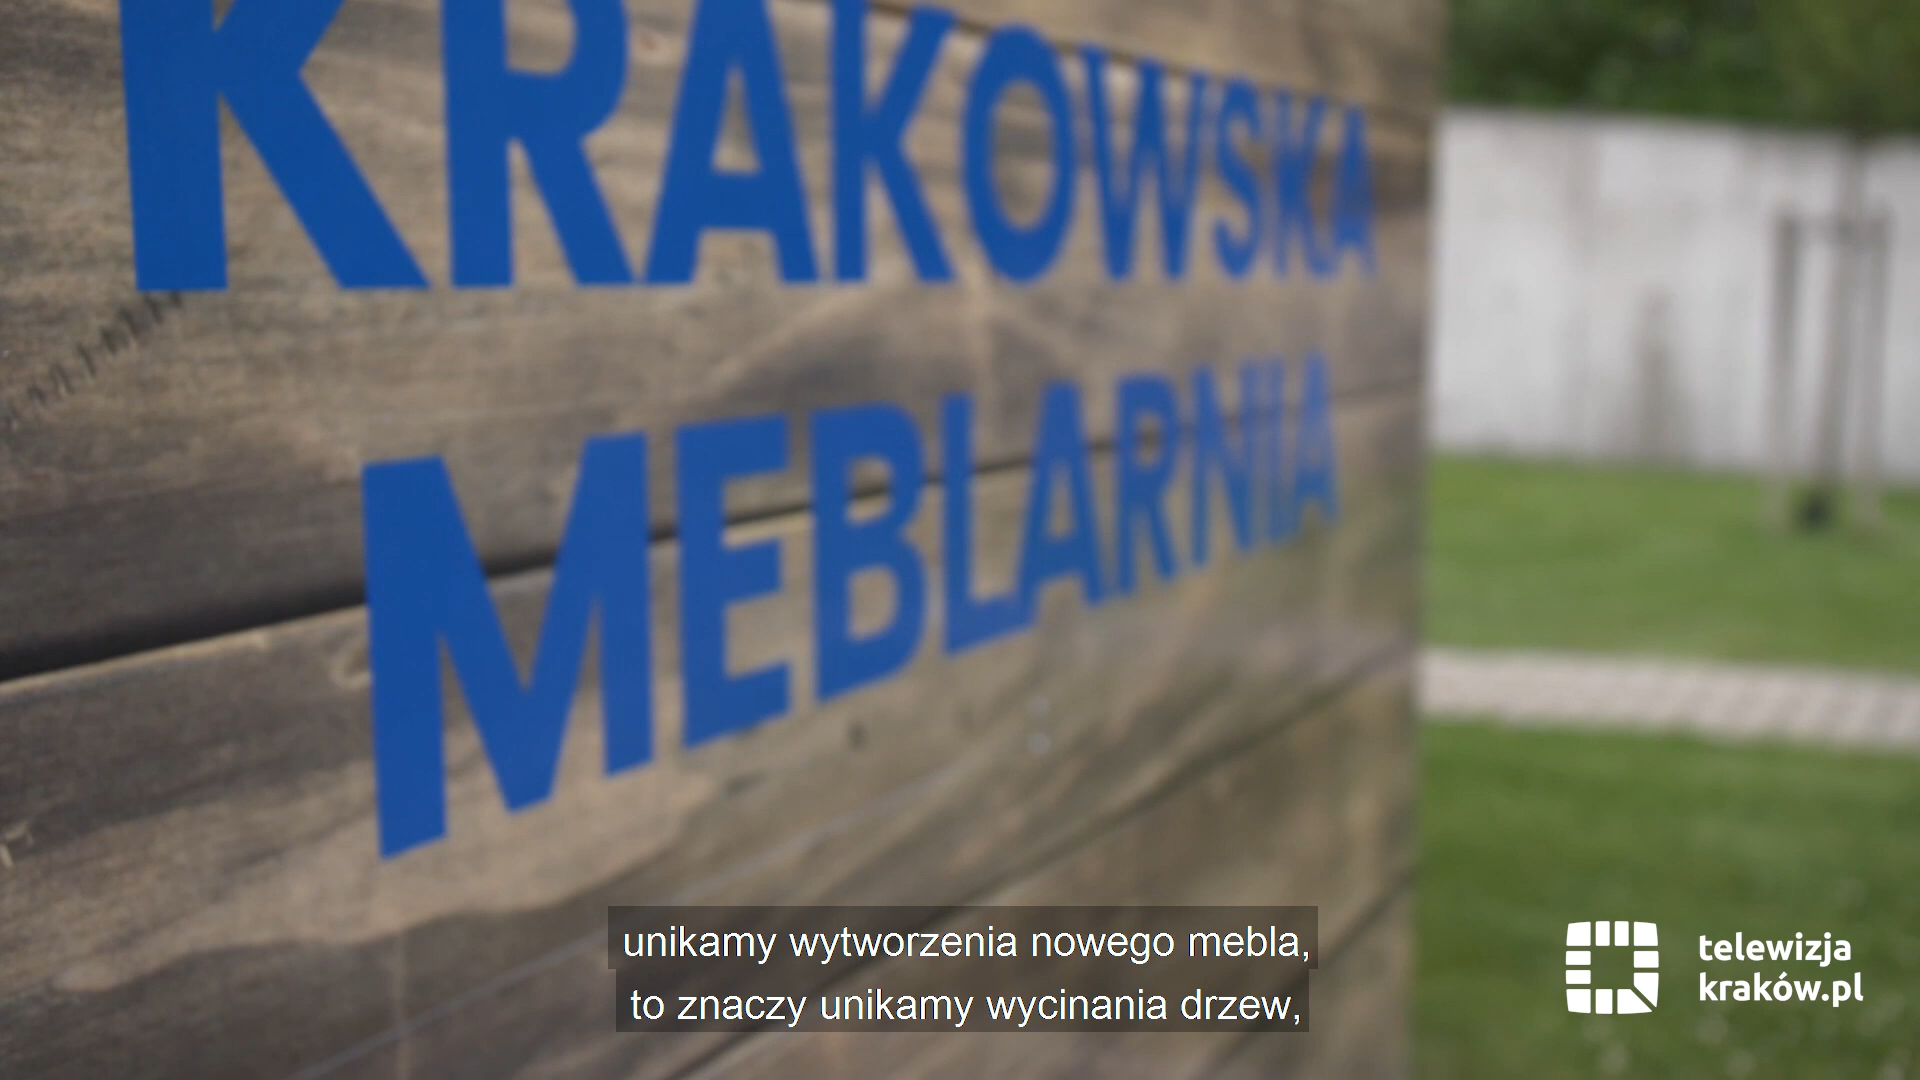 KRAKOWSKA
MEBLARNIA
unikamy wytworzenia nowego mebla,
to znaczy unikamy wycinania drzew,
telewizja
kraków.pl